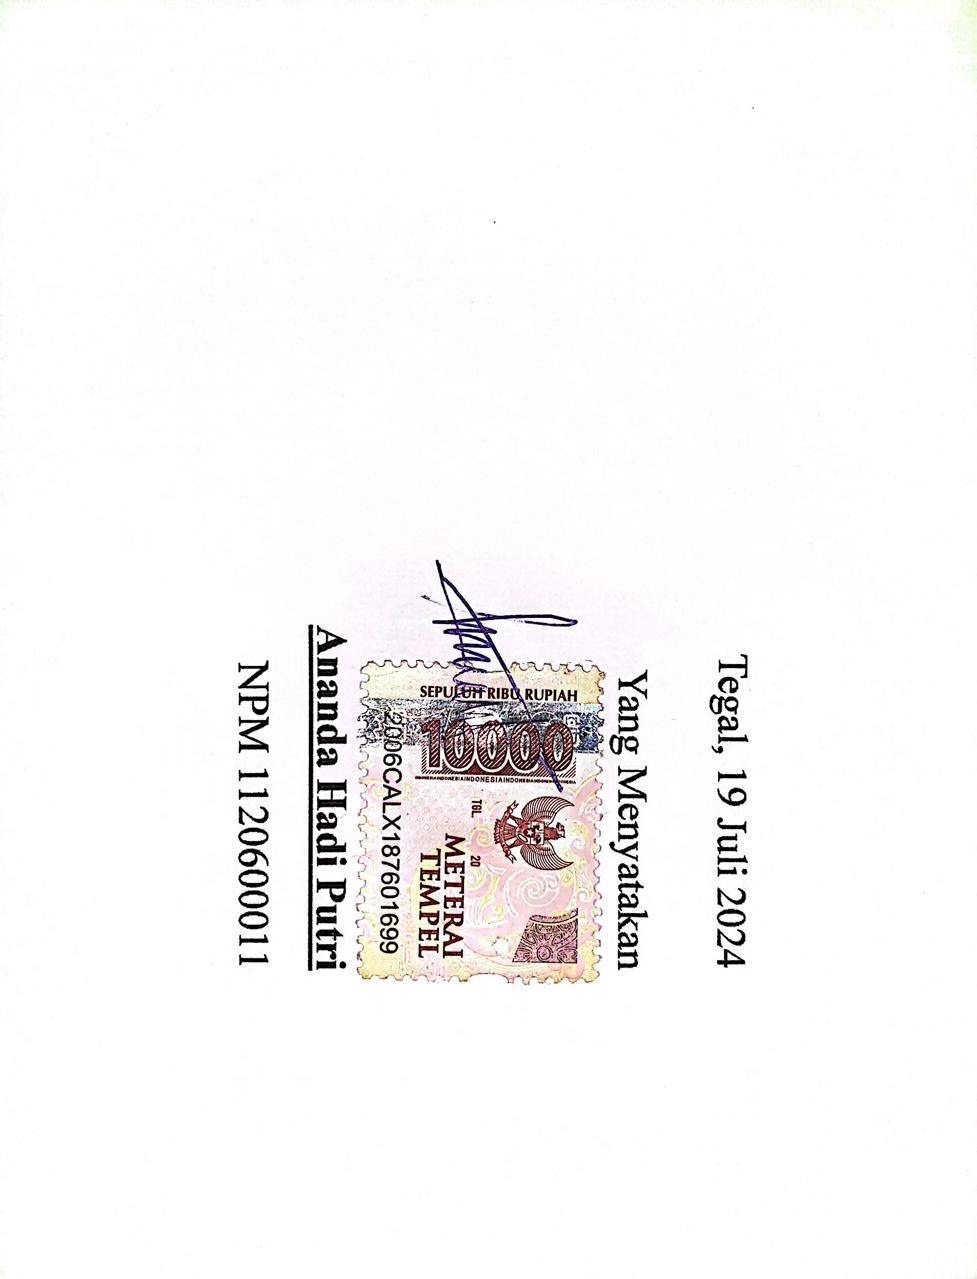 Tegal, 19 Juli 2024
Yang Menyatakan
SEPULUH RIBU RUPIAH
10000
TGL. 20
METERAI
TEMPEL
2006CALX187601699
Ananda Hadi Putri
NPM 1120600011